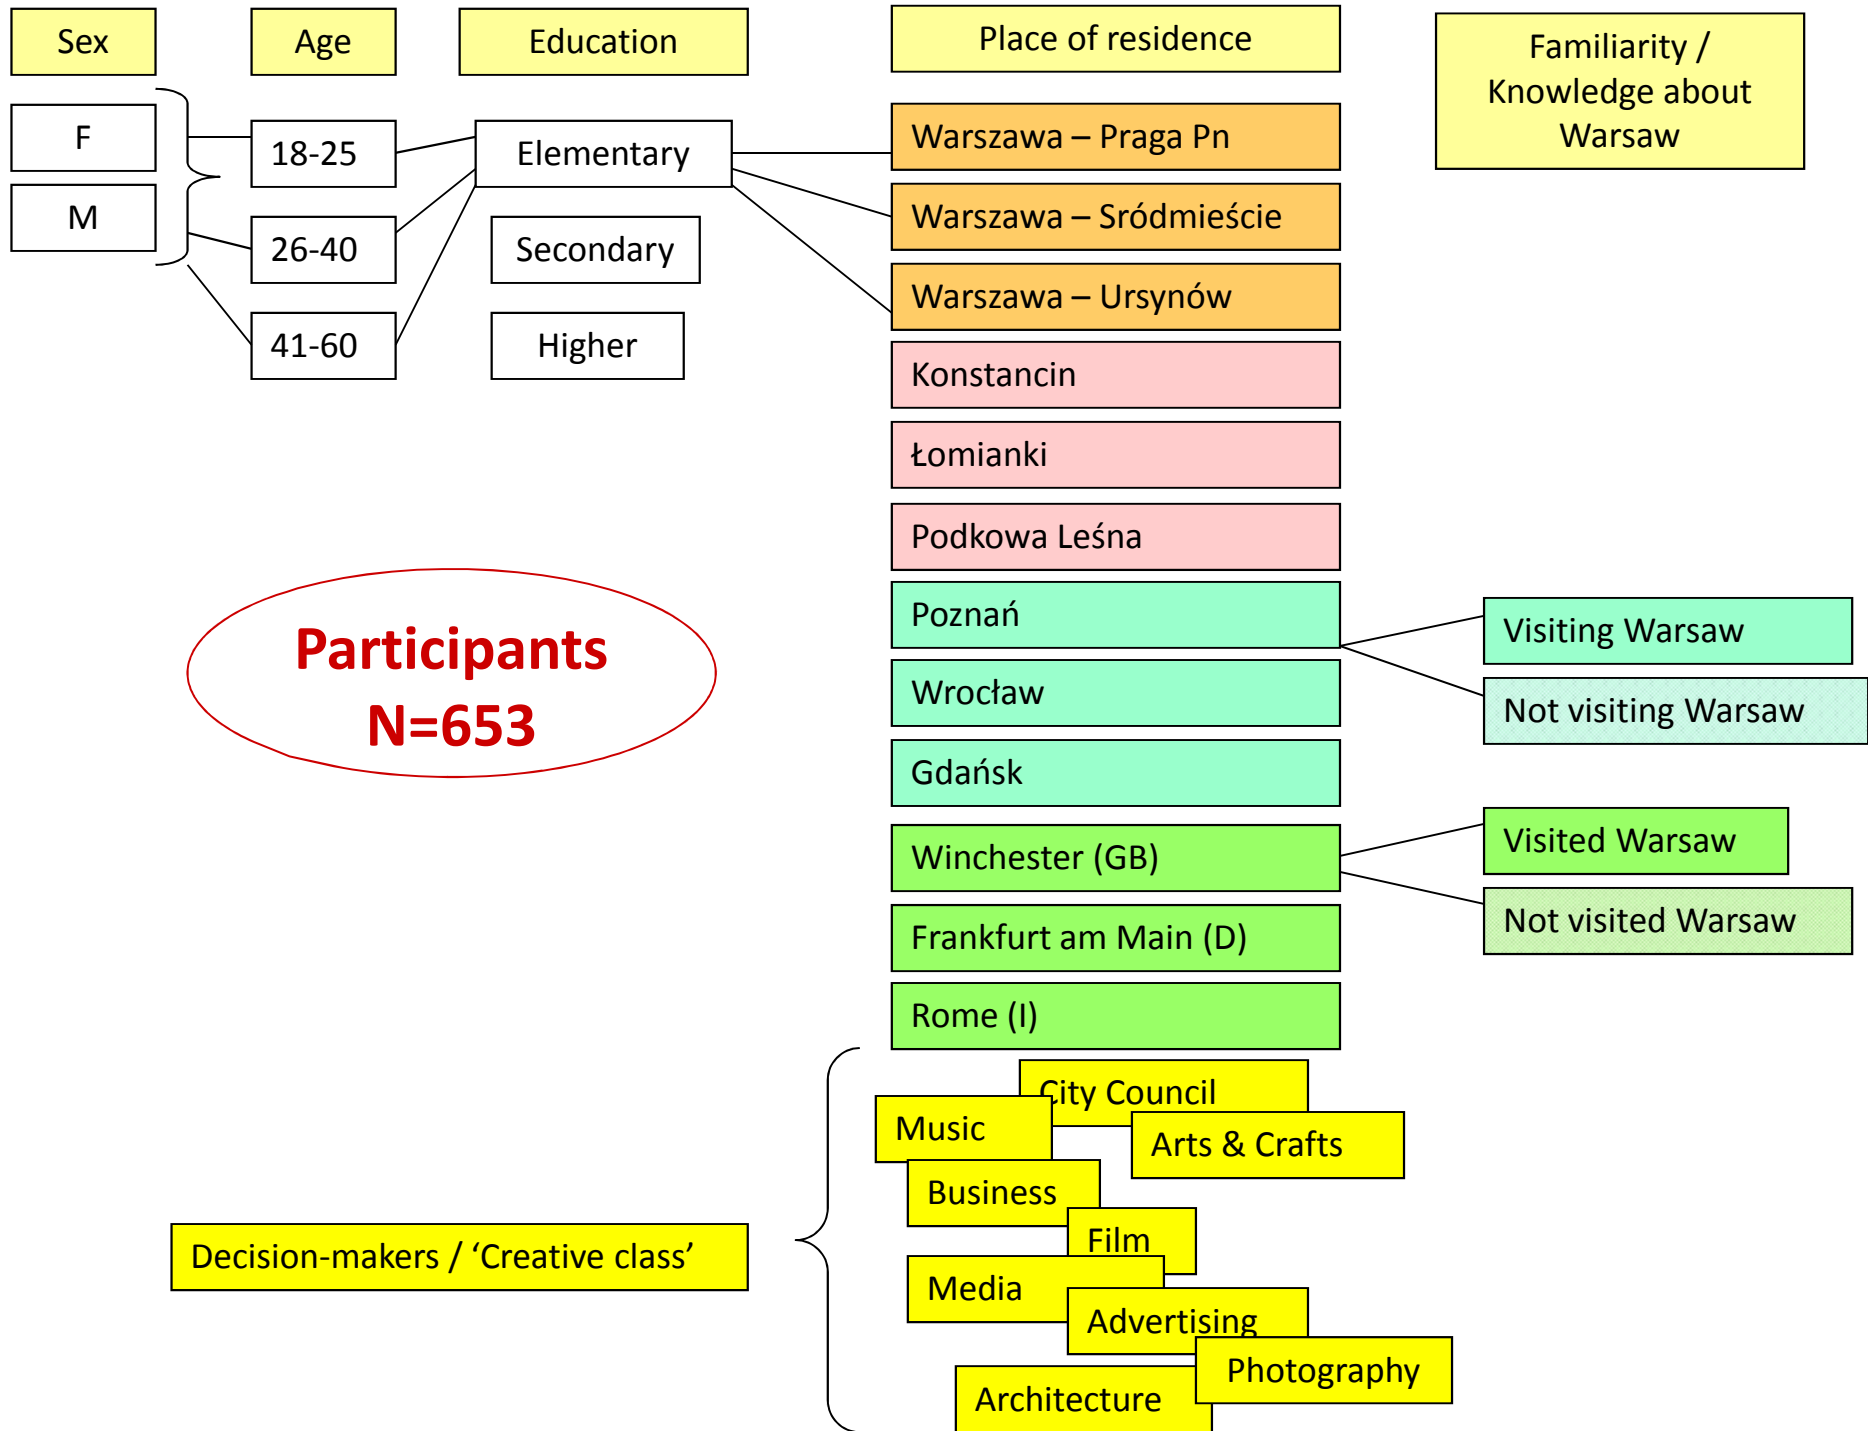 Sex
Age
Education
Place of residence
Familiarity /
Knowledge about
Warsaw
F
M
18-25
26-40
41-60
Elementary
Secondary
Higher
Warszawa – Praga Pn
Warszawa – Sródmieście
Warszawa – Ursynów
Konstancin
Łomianki
Podkowa Leśna
Poznań
Wrocław
Gdańsk
Winchester (GB)
Frankfurt am Main (D)
Rome (I)
Visiting Warsaw
Not visiting Warsaw
Visited Warsaw
Not visited Warsaw
Participants
N=653
Decision-makers / ‘Creative class’
City Council
Music
Arts & Crafts
Business
Film
Media
Advertising
Photography
Architecture